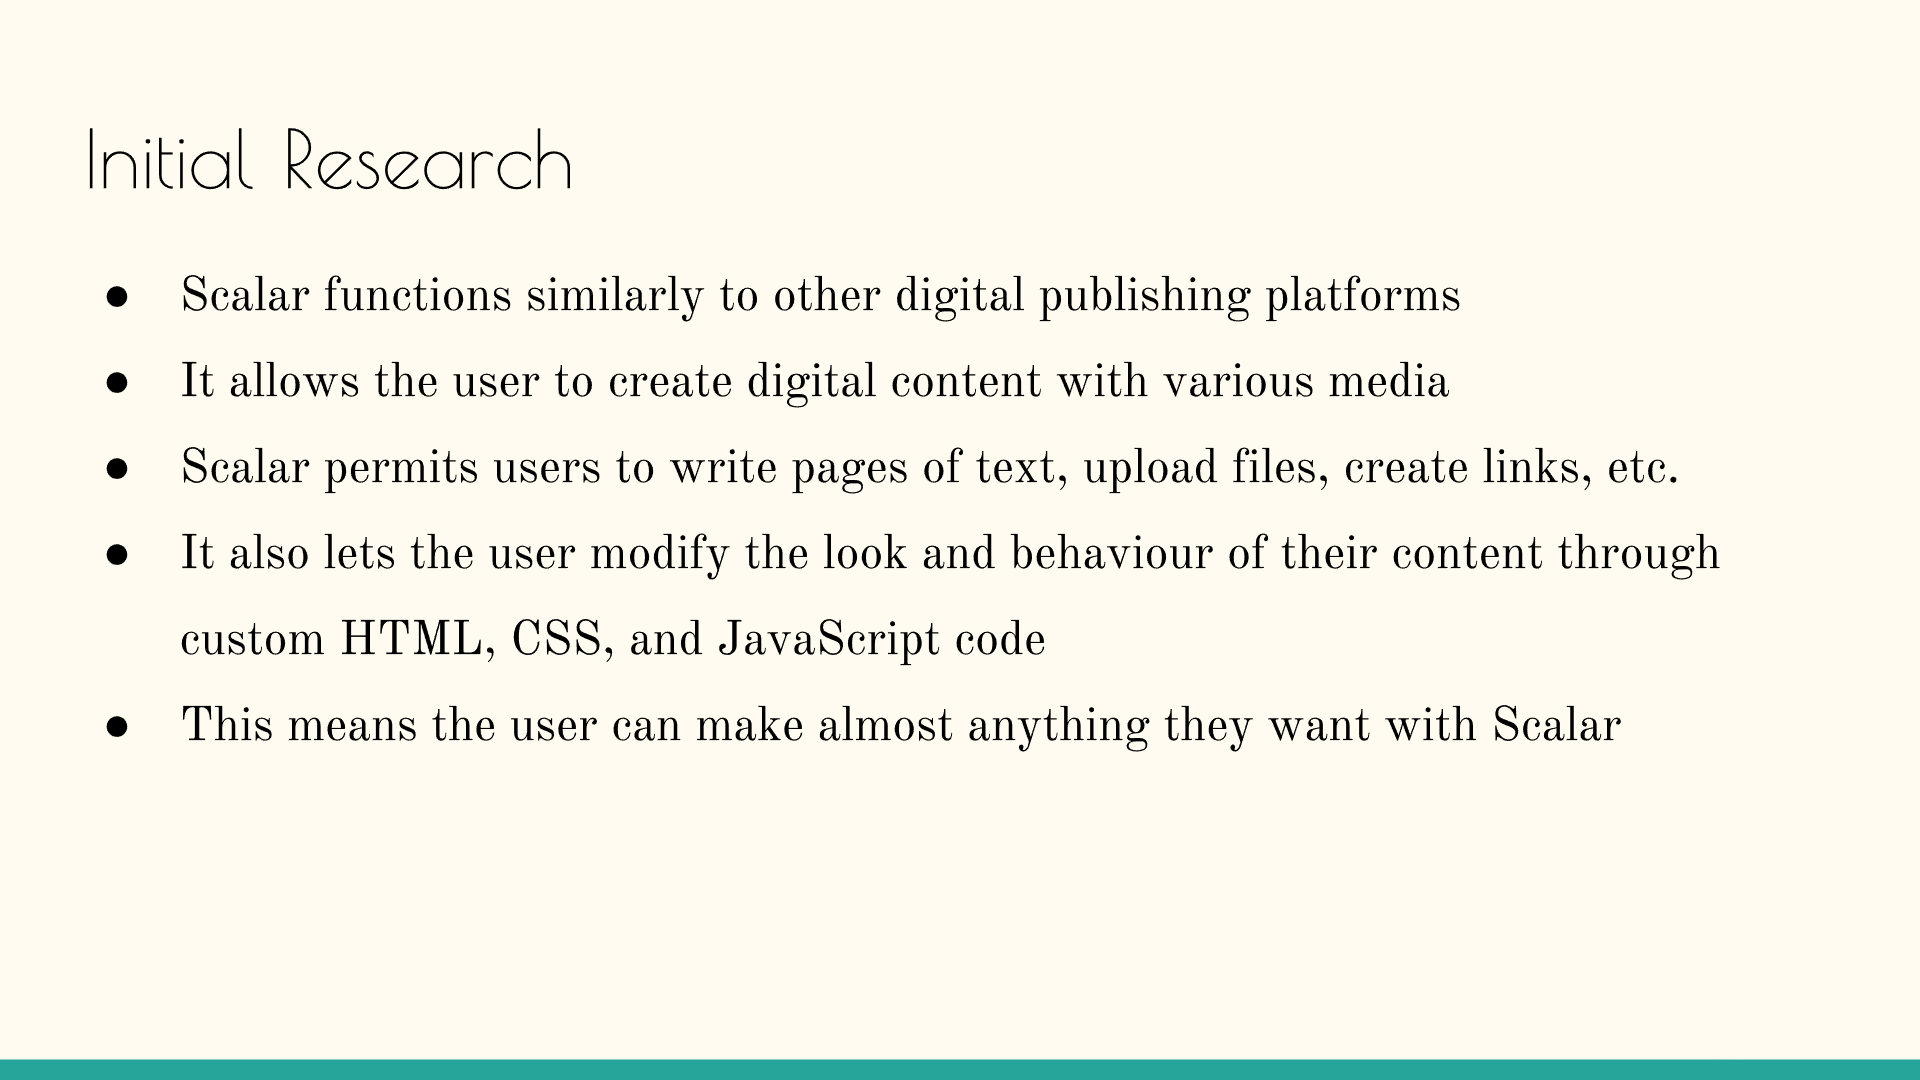 Initial Research
● Scalar functions similarly to other digital publishing platforms
● It allows the user to create digital content with various media
● Scalar permits users to write pages of text, upload files, create links, etc.
● It also lets the user modify the look and behaviour of their content through
custom HTML, CSS, and JavaScript code
● This means the user can make almost anything they want with Scalar